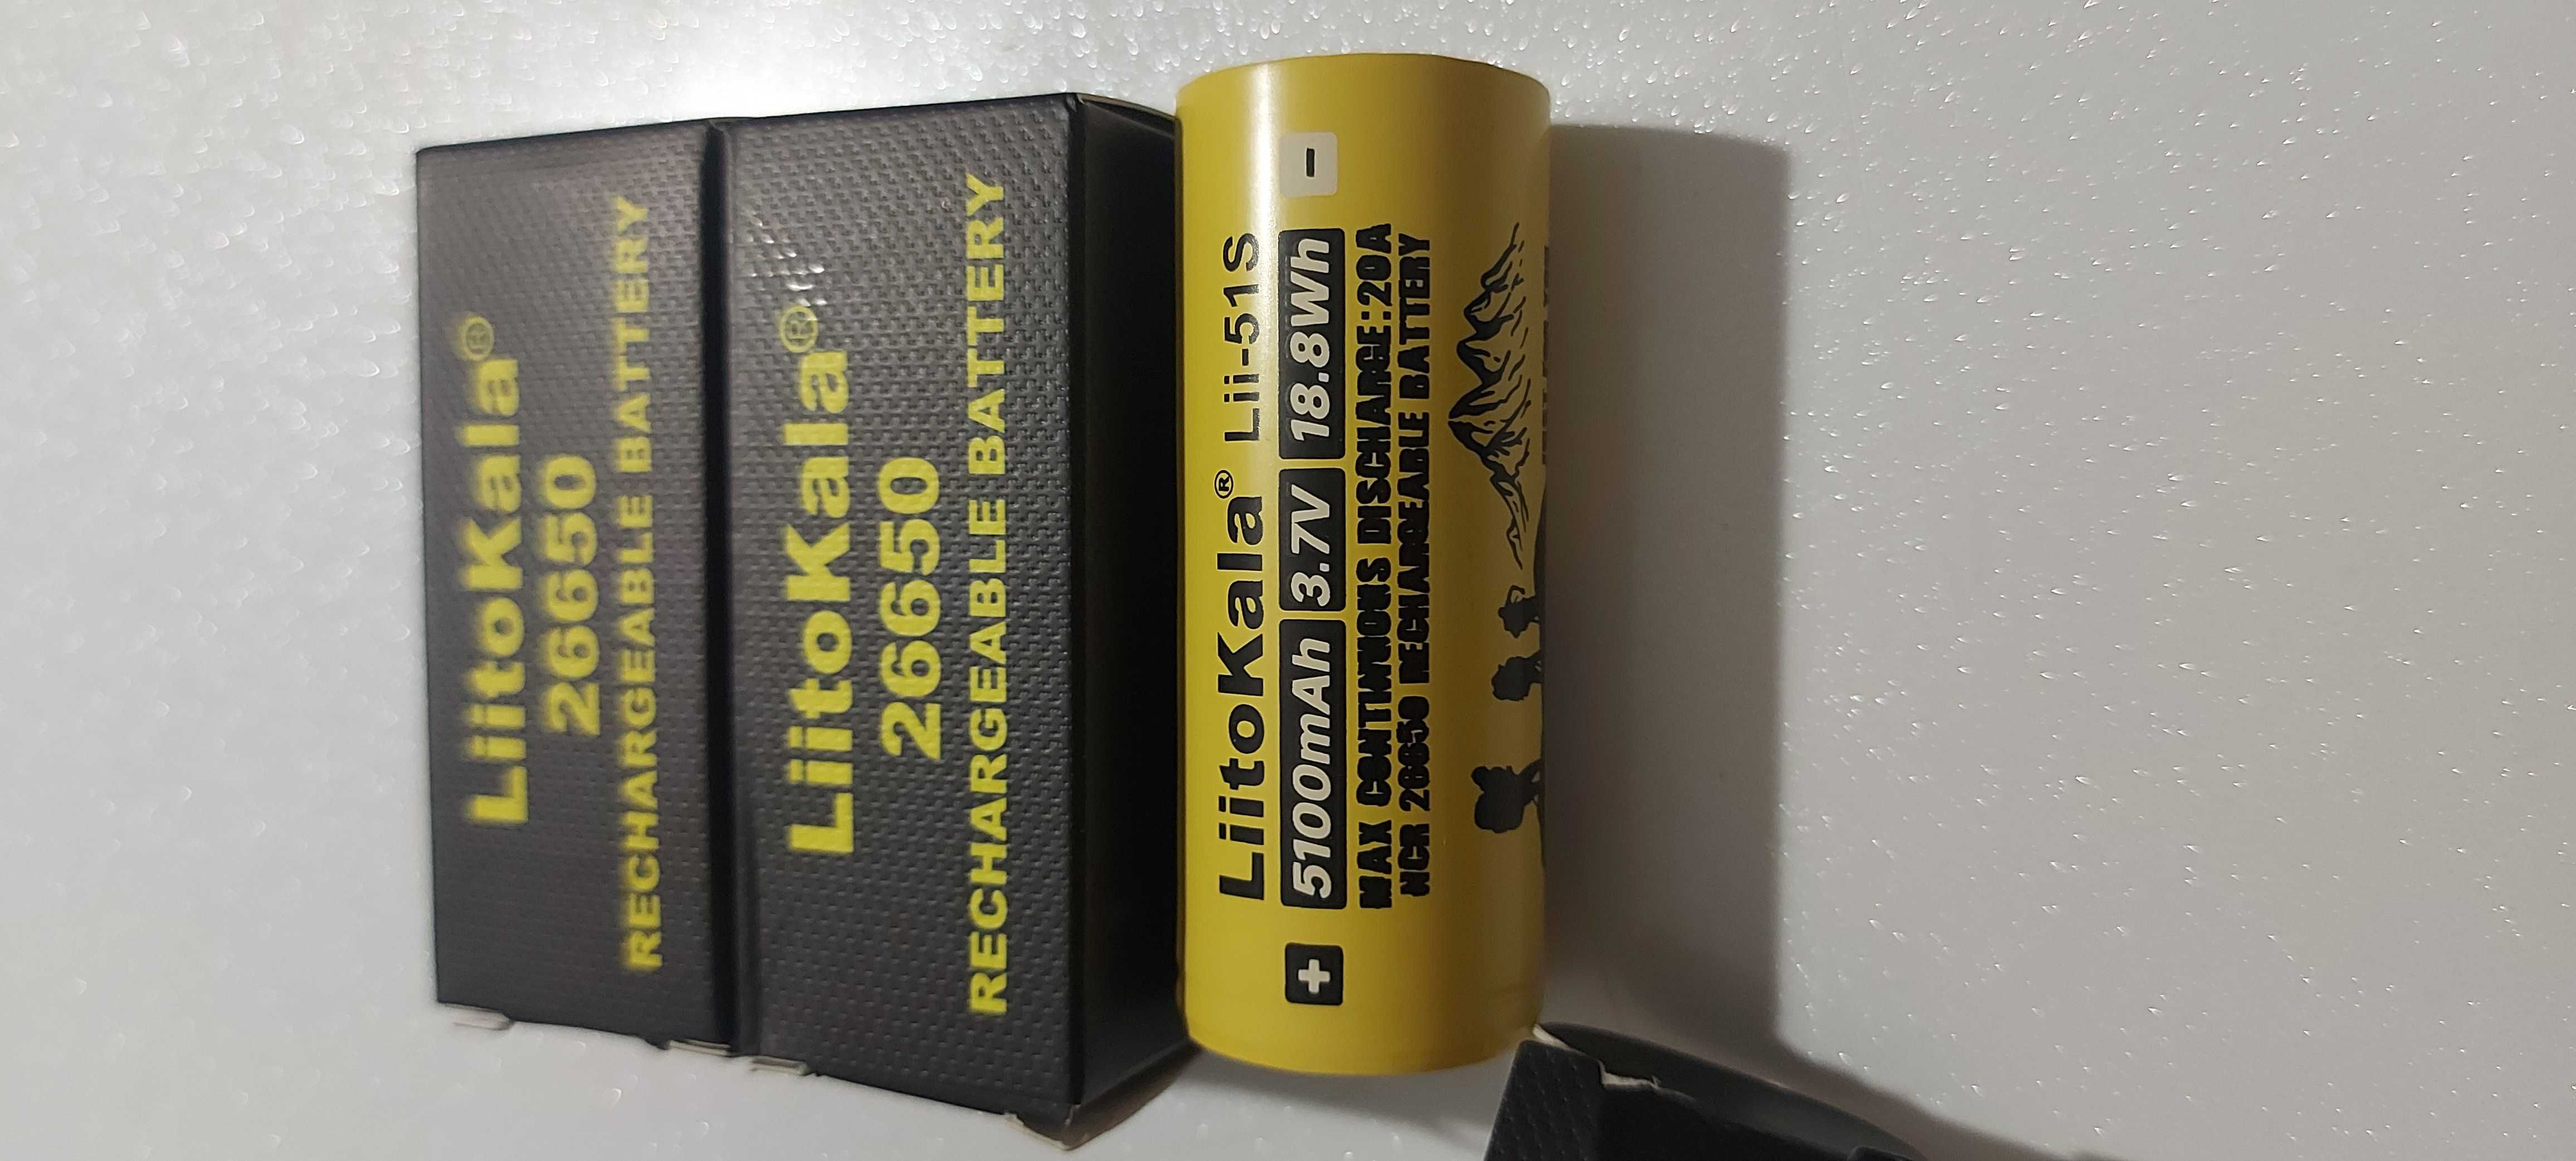 LiitoKala®
26650
RECHARGEABLE BATTERY
LiitoKala®
26650
RECHARGEABLE BATTERY
LiitoKala® Lii-51S
+ 5100mAh 3.7V 18.8Wh -
MAX CONTINUOUS DISCHARGE:20A
NCR 26650 RECHARGEABLE BATTERY